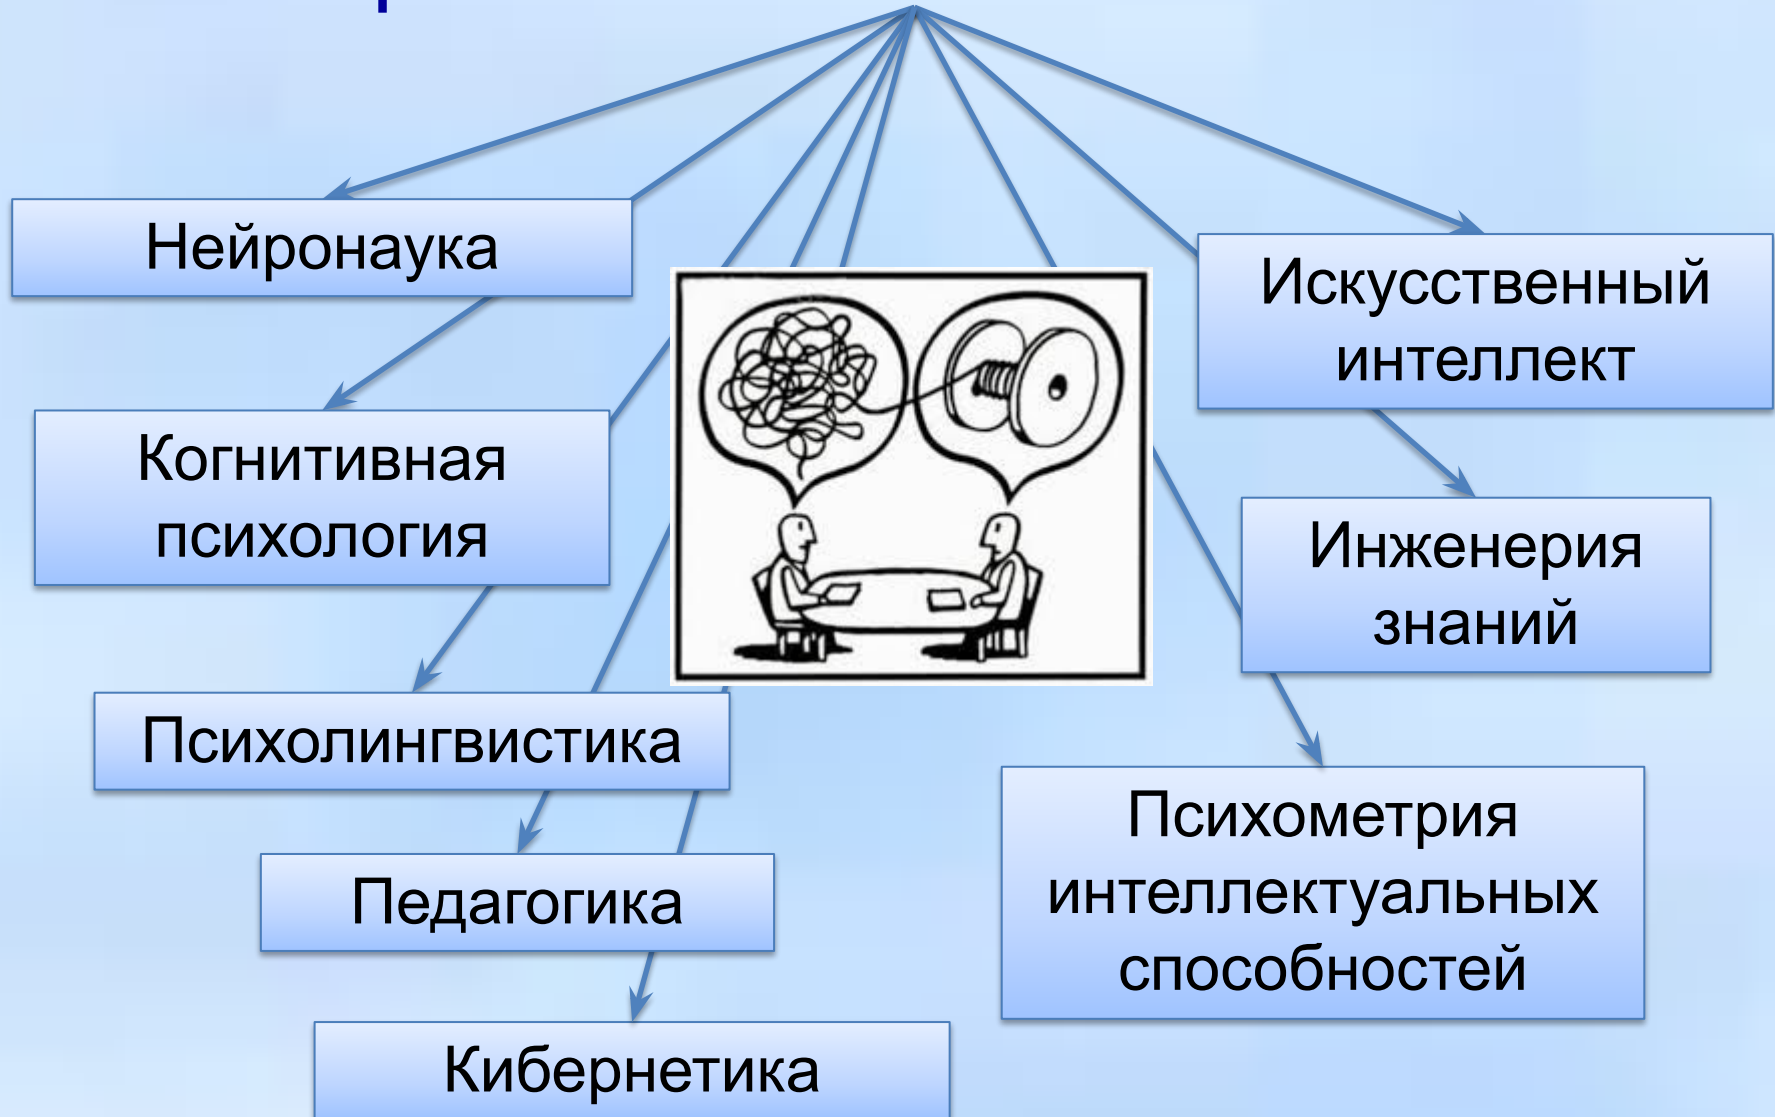 Нейронаука
Когнитивная
психология
Психолингвистика
Педагогика
Кибернетика
Искусственный
интеллект
Инженерия
знаний
Психометрия
интеллектуальных
способностей